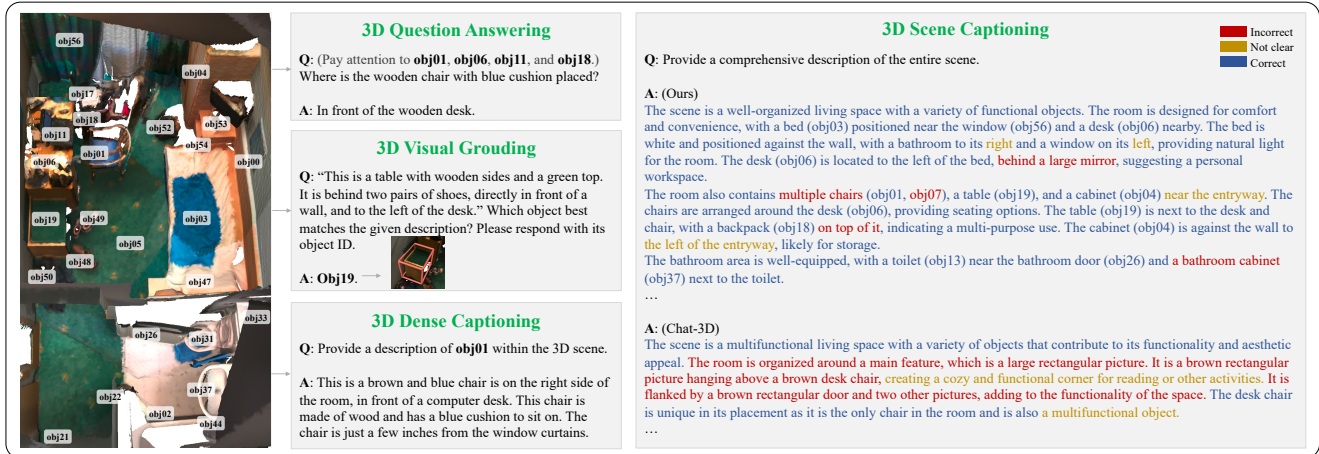 obj56
obj04
obj17
obj18
obj11
obj52
obj53
obj54
obj01
obj06
obj00
obj19
obj49
obj03
obj05
obj48
obj50
obj47
obj33
obj26
obj31
obj37
obj22
obj02
obj44
obj21
3D Question Answering
Q: (Pay attention to obj01, obj06, obj11, and obj18.)
Where is the wooden chair with blue cushion placed?
A: In front of the wooden desk.
3D Visual Grouding
Q: “This is a table with wooden sides and a green top.
It is behind two pairs of shoes, directly in front of a
wall, and to the left of the desk.” Which object best
matches the given description? Please respond with its
object ID.
A: Obj19.
3D Dense Captioning
Q: Provide a description of obj01 within the 3D scene.
A: This is a brown and blue chair is on the right side of
the room, in front of a computer desk. This chair is
made of wood and has a blue cushion to sit on. The
chair is just a few inches from the window curtains.
3D Scene Captioning
Incorrect
Not clear
Correct
Q: Provide a comprehensive description of the entire scene.
A: (Ours)
The scene is a well-organized living space with a variety of functional objects. The room is designed for comfort
and convenience, with a bed (obj03) positioned near the window (obj56) and a desk (obj06) nearby. The bed is
white and positioned against the wall, with a bathroom to its right and a window on its left, providing natural light
for the room. The desk (obj06) is located to the left of the bed, behind a large mirror, suggesting a personal
workspace.
The room also contains multiple chairs (obj01, obj07), a table (obj19), and a cabinet (obj04) near the entryway. The
chairs are arranged around the desk (obj06), providing seating options. The table (obj19) is next to the desk and
chair, with a backpack (obj18) on top of it, indicating a multi-purpose use. The cabinet (obj04) is against the wall to
the left of the entryway, likely for storage.
The bathroom area is well-equipped, with a toilet (obj13) near the bathroom door (obj26) and a bathroom cabinet
(obj37) next to the toilet.
…
A: (Chat-3D)
The scene is a multifunctional living space with a variety of objects that contribute to its functionality and aesthetic
appeal. The room is organized around a main feature, which is a large rectangular picture. It is a brown rectangular
picture hanging above a brown desk chair, creating a cozy and functional corner for reading or other activities. It is
flanked by a brown rectangular door and two other pictures, adding to the functionality of the space. The desk chair
is unique in its placement as it is the only chair in the room and is also a multifunctional object.
…